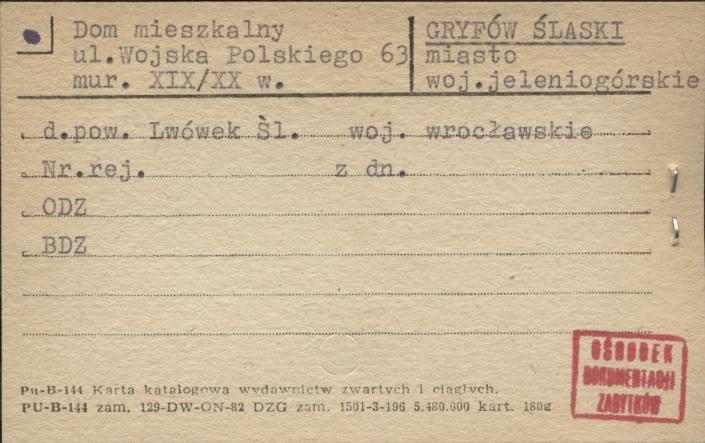 Dom mieszkalny
ul.Wojska Polskiego 63
mur. XIX/XX w.
GRYFÓW ŚLASKI
miasto
woj.jeleniogórskie
d.pow. Lwówek Śl. woj. wrocławskie
Nr.rej. z dn.
ODZ
BDZ
Pu-B-144 Karta katalogowa wydawnictw zwartych i ciągłych.
PU-B-144 zam. 129-DW-ON-82 DZG zam. 1501-3-196 5.480.000 kart. 180g
OŚRODEK
DOKUMENTACJI
ZABYTKÓW